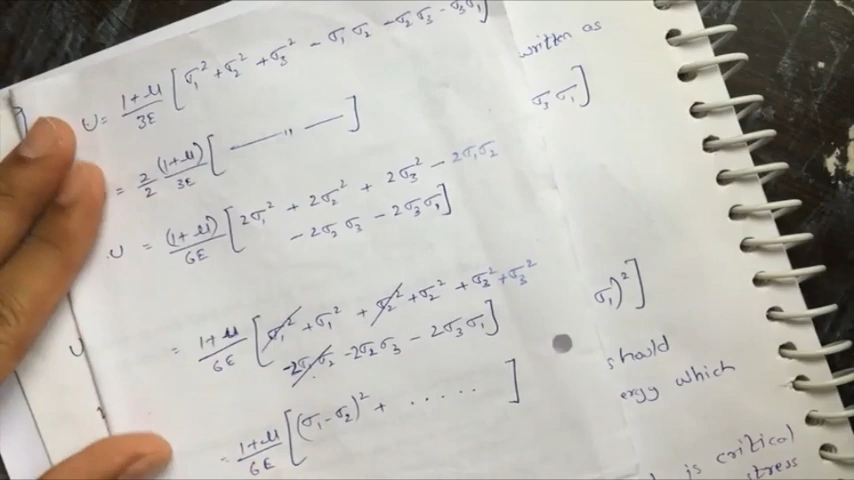 U = 1+μ/3E [σ₁² + σ₂² + σ₃² - σ₁σ₂ - σ₂σ₃ - σ₃σ₁]
= 2/2 (1+μ)/3E [ —— ,, —— ]
U = (1+μ)/6E [2σ₁² + 2σ₂² + 2σ₃² - 2σ₁σ₂
- 2σ₂σ₃ - 2σ₃σ₁]
U = 1+μ/6E [σ₁² + σ₁² + σ₂² + σ₂² + σ₃² + σ₃²
-2σ₁σ₂ - 2σ₂σ₃ - 2σ₃σ₁]
= 1+μ/6E [(σ₁-σ₂)² + ......]
written as
σ₃σ₁]
σ₁)²]
should
ergy which
is critical
stress